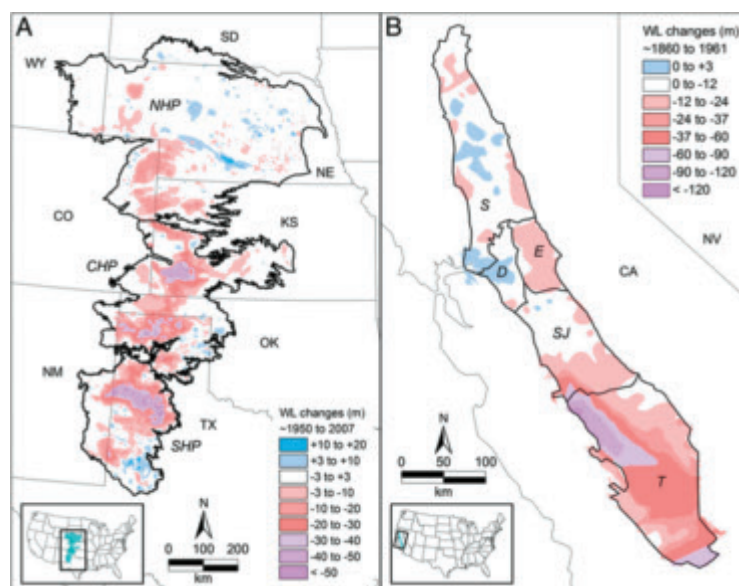 A
SD
WY
NHP
NE
CO
KS
CHP
OK
NM
TX
SHP
WL changes (m)
~1950 to 2007
+10 to +20
+3 to +10
-3 to +3
-3 to -10
-10 to -20
-20 to -30
-30 to -40
-40 to -50
< -50
N
0 100 200
km
B
WL changes (m)
~1860 to 1961
0 to +3
0 to -12
-12 to -24
-24 to -37
-37 to -60
-60 to -90
-90 to -120
< -120
NV
CA
S
E
D
SJ
T
N
0 50 100
km